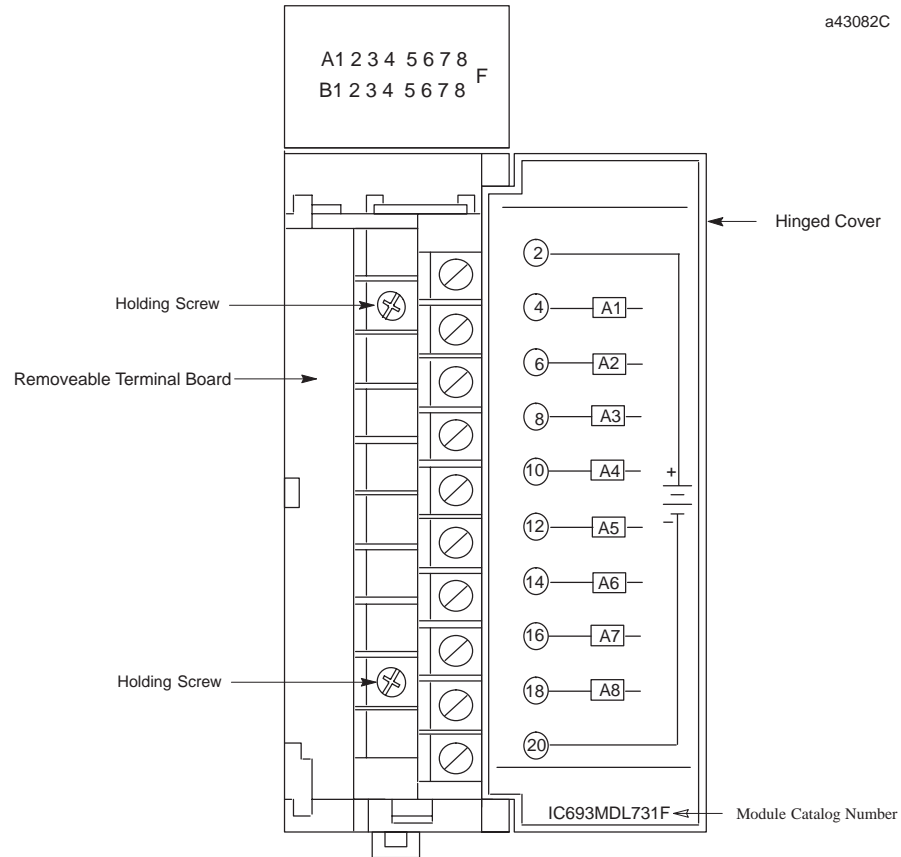 a43082C
A1 2 3 4 5 6 7 8
F
B1 2 3 4 5 6 7 8
Hinged Cover
2
4 A1
Holding Screw
6 A2
Removeable Terminal Board
8 A3
10 A4
+
12 A5
−
14 A6
16 A7
Holding Screw
18 A8
20
IC693MDL731F
Module Catalog Number